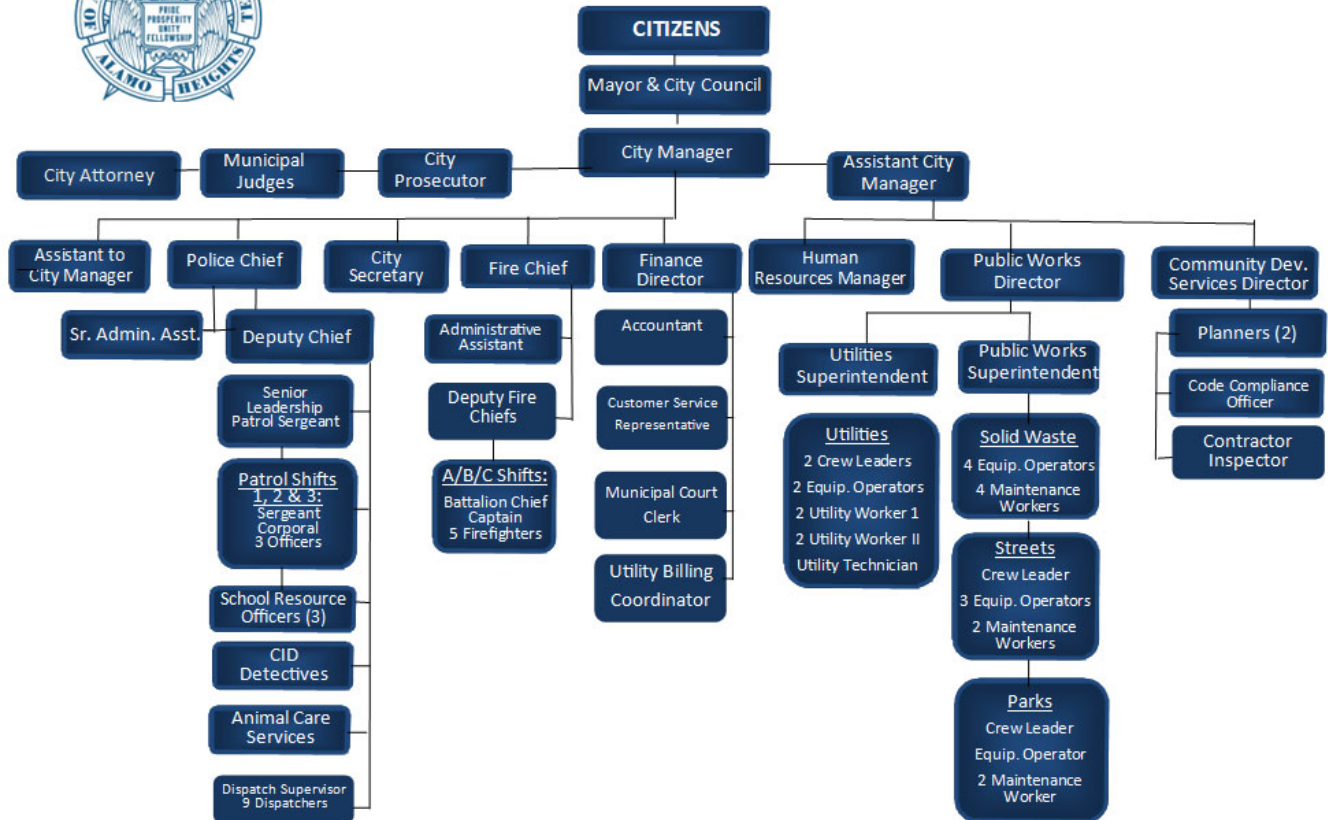 PRIDE
PROSPERITY
UNITY
FELLOWSHIP
OF
TE
ALAMO HEIGHTS
CITIZENS
Mayor & City Council
City Manager
City Attorney
Municipal
Judges
City
Prosecutor
Assistant City
Manager
Assistant to
City Manager
Police Chief
City
Secretary
Fire Chief
Finance
Director
Human
Resources Manager
Public Works
Director
Community Dev.
Services Director
Sr. Admin. Asst.
Deputy Chief
Senior
Leadership
Patrol Sergeant
Patrol Shifts
1, 2 & 3:
Sergeant
Corporal
3 Officers
School Resource
Officers (3)
CID
Detectives
Animal Care
Services
Dispatch Supervisor
9 Dispatchers
Administrative
Assistant
Deputy Fire
Chiefs
A/B/C Shifts:
Battalion Chief
Captain
5 Firefighters
Accountant
Customer Service
Representative
Municipal Court
Clerk
Utility Billing
Coordinator
Utilities
Superintendent
Utilities
2 Crew Leaders
2 Equip. Operators
2 Utility Worker 1
2 Utility Worker II
Utility Technician
Public Works
Superintendent
Solid Waste
4 Equip. Operators
4 Maintenance
Workers
Streets
Crew Leader
3 Equip. Operators
2 Maintenance
Workers
Parks
Crew Leader
Equip. Operator
2 Maintenance
Worker
Planners (2)
Code Compliance
Officer
Contractor
Inspector